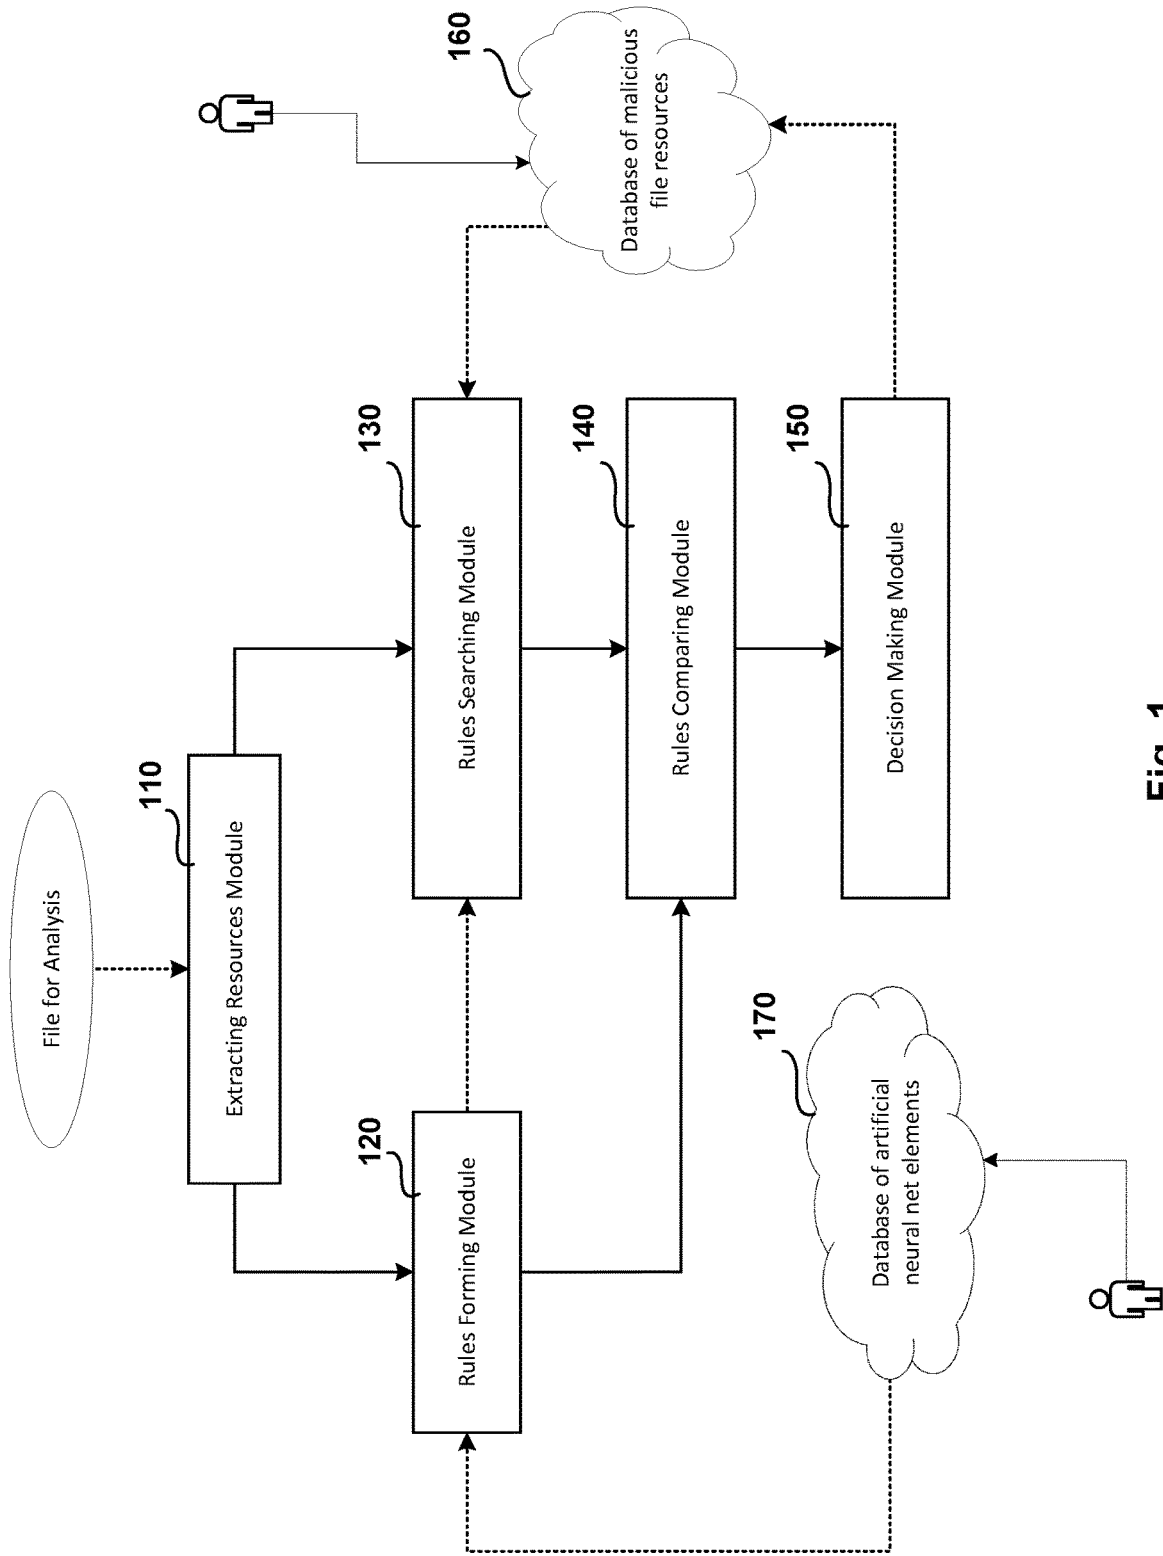 File for Analysis
110
Extracting Resources Module
120
Rules Forming Module
130
Rules Searching Module
140
Rules Comparing Module
150
Decision Making Module
160
Database of malicious
file resources
170
Database of artificial
neural net elements
Fig. 1